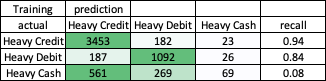 Training prediction
actual Heavy Credit Heavy Debit Heavy Cash recall
Heavy Credit 3453 182 23 0.94
Heavy Debit 187 1092 26 0.84
Heavy Cash 561 269 69 0.08